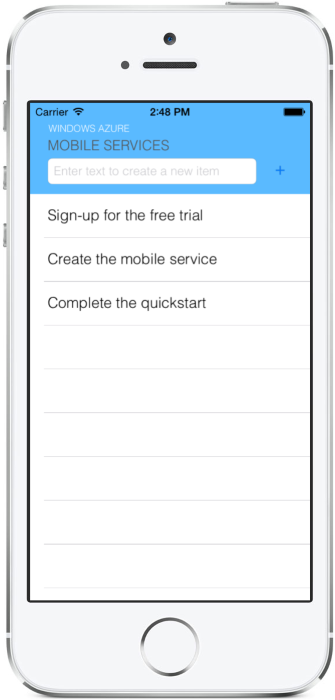 Carrier 2:48 PM
WINDOWS AZURE
MOBILE SERVICES
Enter text to create a new item +
Sign-up for the free trial
Create the mobile service
Complete the quickstart